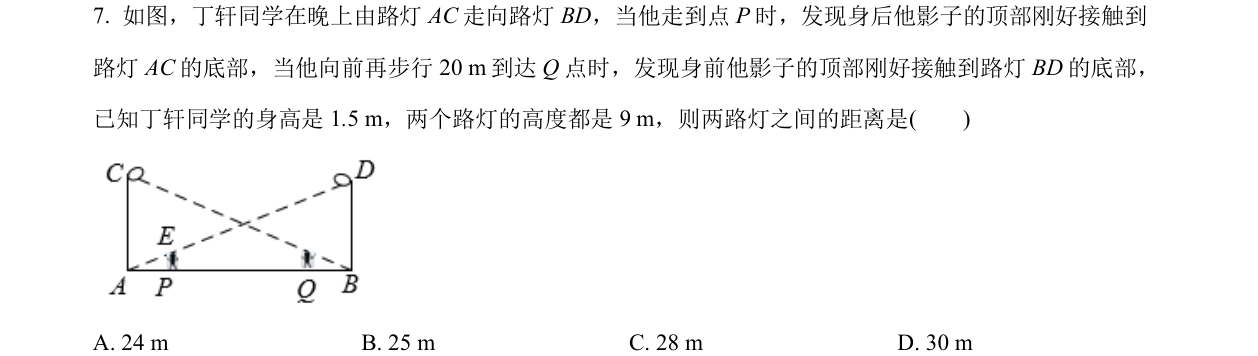 7. 如图，丁轩同学在晚上由路灯 AC 走向路灯 BD，当他走到点 P 时，发现身后他影子的顶部刚好接触到
路灯 AC 的底部，当他向前再步行 20 m 到达 Q 点时，发现身前他影子的顶部刚好接触到路灯 BD 的底部，
已知丁轩同学的身高是 1.5 m，两个路灯的高度都是 9 m，则两路灯之间的距离是(　　)
C D
E
A P Q B
A. 24 m B. 25 m C. 28 m D. 30 m